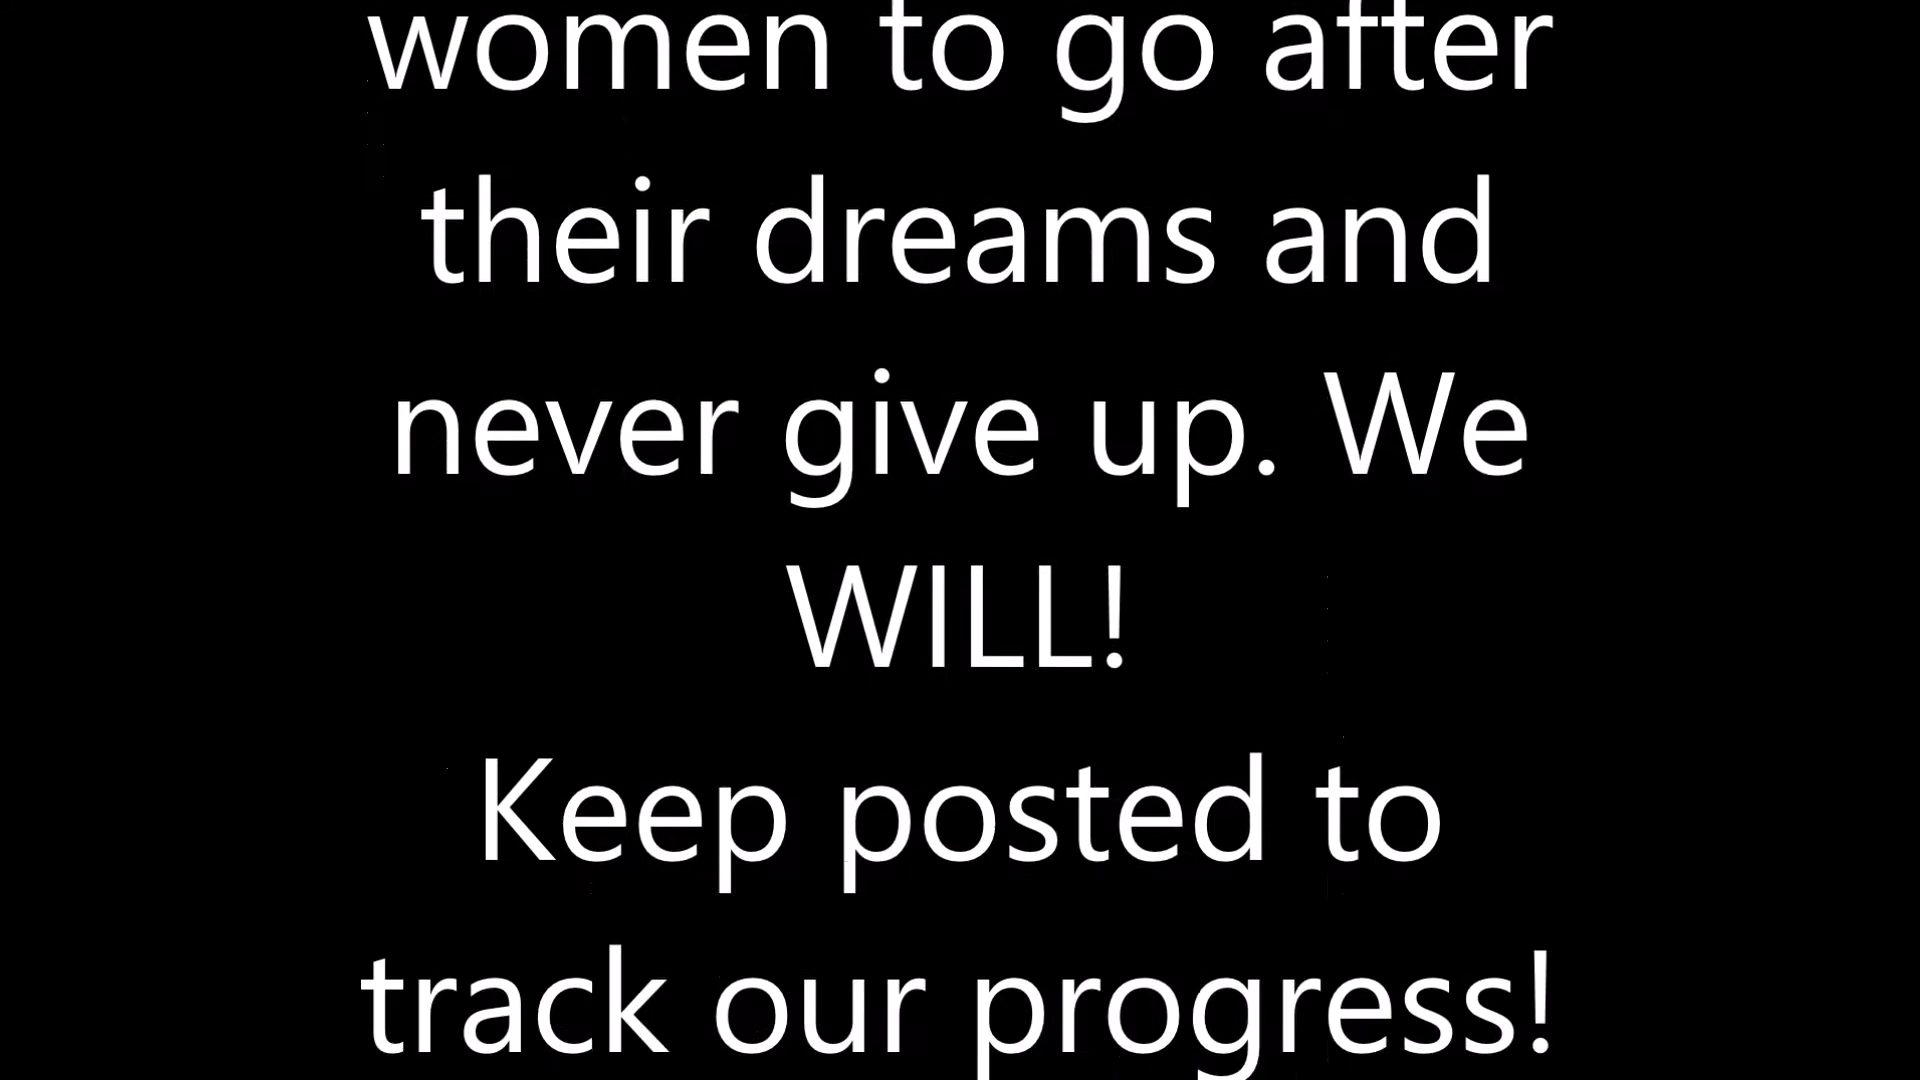 women to go after
their dreams and
never give up. We
WILL!
Keep posted to
track our progress!